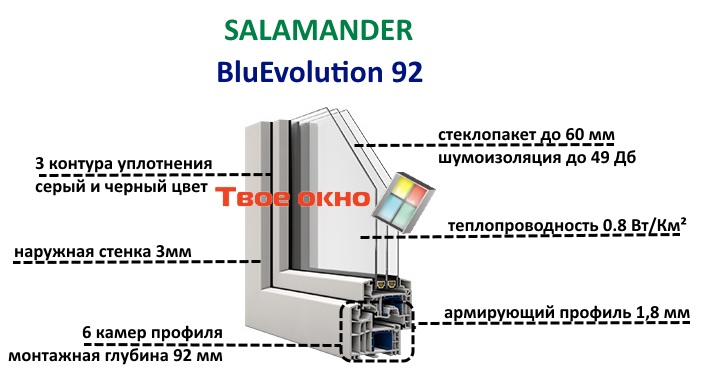 SALAMANDER
BluEvolution 92
стеклопакет до 60 мм
шумоизоляция до 49 Дб
3 контура уплотнения
серый и черный цвет
Твое окно
теплопроводность 0.8 Вт/Км²
наружная стенка 3мм
армирующий профиль 1,8 мм
6 камер профиля
монтажная глубина 92 мм